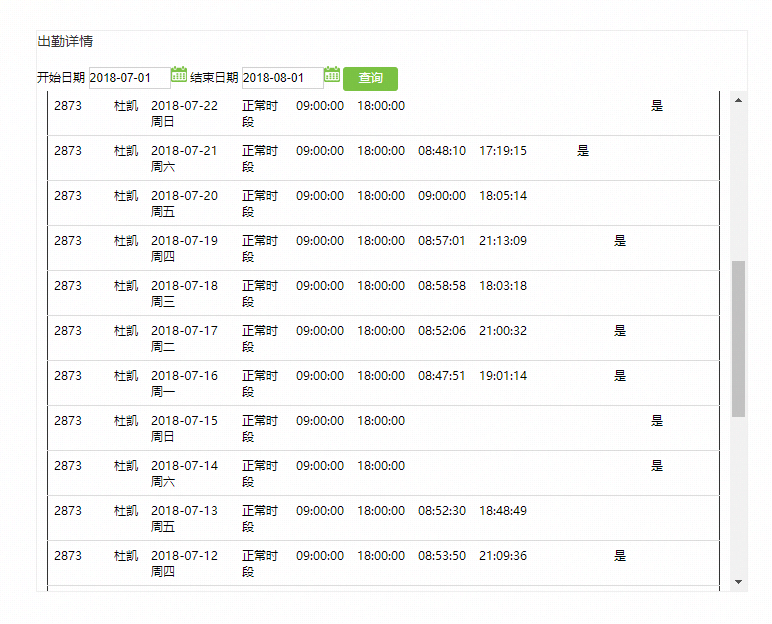 出勤详情
开始日期 2018-07-01 结束日期 2018-08-01 查询
2873 杜凯 2018-07-22 正常时 09:00:00 18:00:00 是
周日 段
2873 杜凯 2018-07-21 正常时 09:00:00 18:00:00 08:48:10 17:19:15 是
周六 段
2873 杜凯 2018-07-20 正常时 09:00:00 18:00:00 09:00:00 18:05:14
周五 段
2873 杜凯 2018-07-19 正常时 09:00:00 18:00:00 08:57:01 21:13:09 是
周四 段
2873 杜凯 2018-07-18 正常时 09:00:00 18:00:00 08:58:58 18:03:18
周三 段
2873 杜凯 2018-07-17 正常时 09:00:00 18:00:00 08:52:06 21:00:32 是
周二 段
2873 杜凯 2018-07-16 正常时 09:00:00 18:00:00 08:47:51 19:01:14 是
周一 段
2873 杜凯 2018-07-15 正常时 09:00:00 18:00:00 是
周日 段
2873 杜凯 2018-07-14 正常时 09:00:00 18:00:00 是
周六 段
2873 杜凯 2018-07-13 正常时 09:00:00 18:00:00 08:52:30 18:48:49
周五 段
2873 杜凯 2018-07-12 正常时 09:00:00 18:00:00 08:53:50 21:09:36 是
周四 段